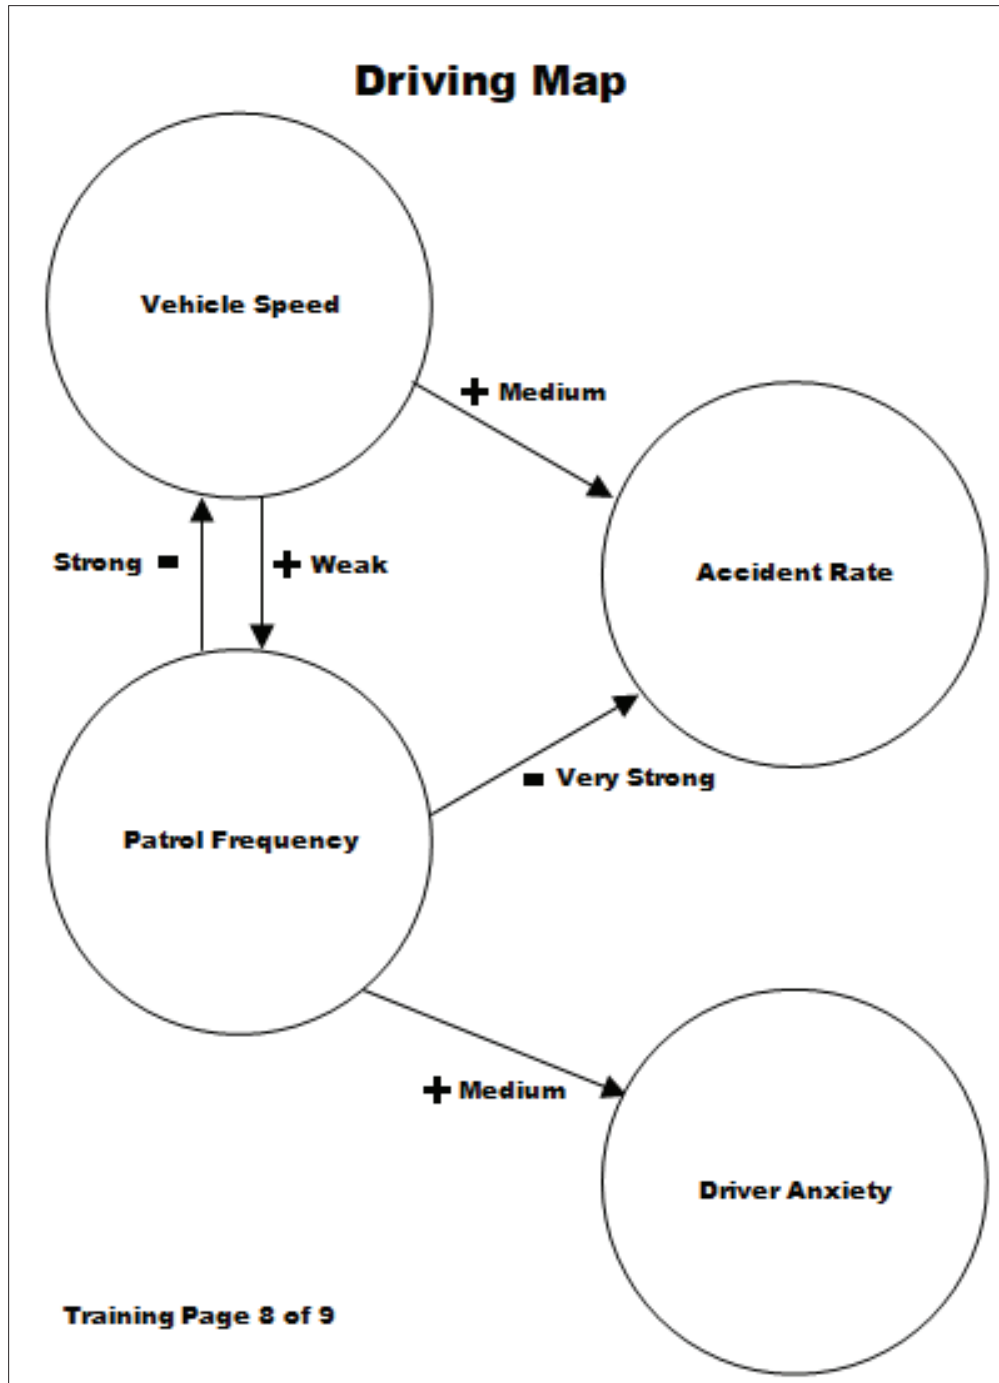 Driving Map
Vehicle Speed
+ Medium
Accident Rate
Strong -
+ Weak
- Very Strong
Patrol Frequency
+ Medium
Driver Anxiety
Training Page 8 of 9